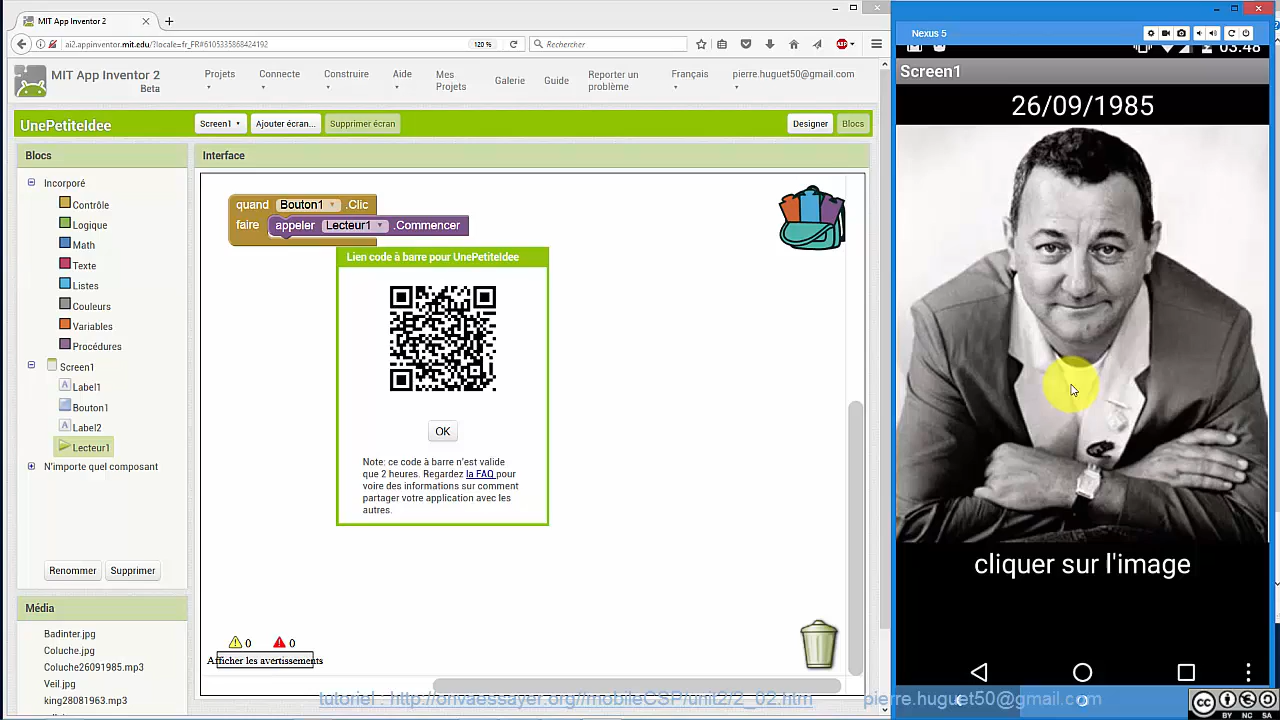 MIT App Inventor 2
ai2.appinventor.mit.edu/?locale=fr_FR#6105335868424192
120 %
Rechercher
ABP
MIT App Inventor 2
Beta
Projets
Connecte
Construire
Aide
Mes Projets
Galerie
Guide
Reporter un problème
Français
pierre.huguet50@gmail.com
UnePetiteIdee
Screen1
Ajouter écran...
Supprimer écran
Designer
Blocs
Blocs
Interface
Incorporé
Contrôle
Logique
Math
Texte
Listes
Couleurs
Variables
Procédures
Screen1
Label1
Bouton1
Label2
Lecteur1
N'importe quel composant
Renommer
Supprimer
Média
Badinter.jpg
Coluche.jpg
Coluche26091985.mp3
Veil.jpg
king28081963.mp3
quand Bouton1 .Clic
faire appeler Lecteur1 .Commencer
Lien code à barre pour UnePetiteIdee
OK
Note: ce code à barre n'est valide
que 2 heures. Regardez la FAQ pour
voire des informations sur comment
partager votre application avec les
autres.
0 0
Afficher les avertissements
Nexus 5
03:48
Screen1
26/09/1985
cliquer sur l'image
tutoriel : http://onvaessayer.org//mobileCSP/unit2/2_02.htm pierre.huguet50@gmail.com
cc BY NC SA